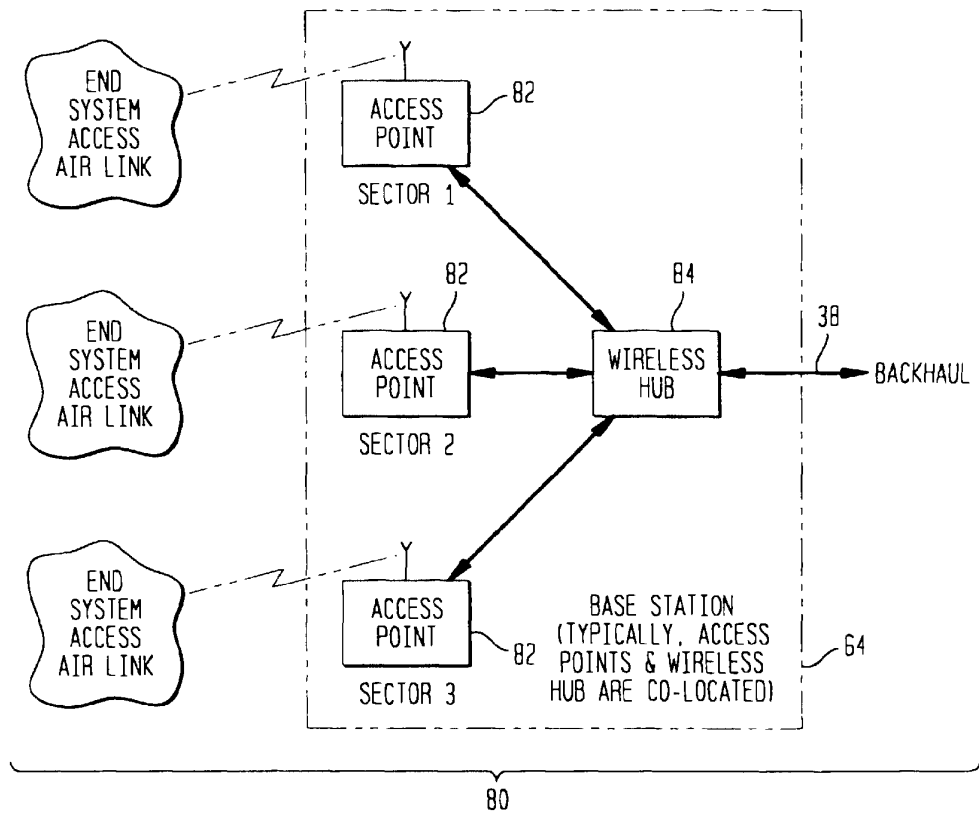 END
SYSTEM
ACCESS
AIR LINK
ACCESS
POINT
82
SECTOR 1
END
SYSTEM
ACCESS
AIR LINK
ACCESS
POINT
82
SECTOR 2
WIRELESS
HUB
84
38
BACKHAUL
END
SYSTEM
ACCESS
AIR LINK
ACCESS
POINT
82
SECTOR 3
BASE STATION
(TYPICALLY, ACCESS
POINTS & WIRELESS
HUB ARE CO-LOCATED)
64
80